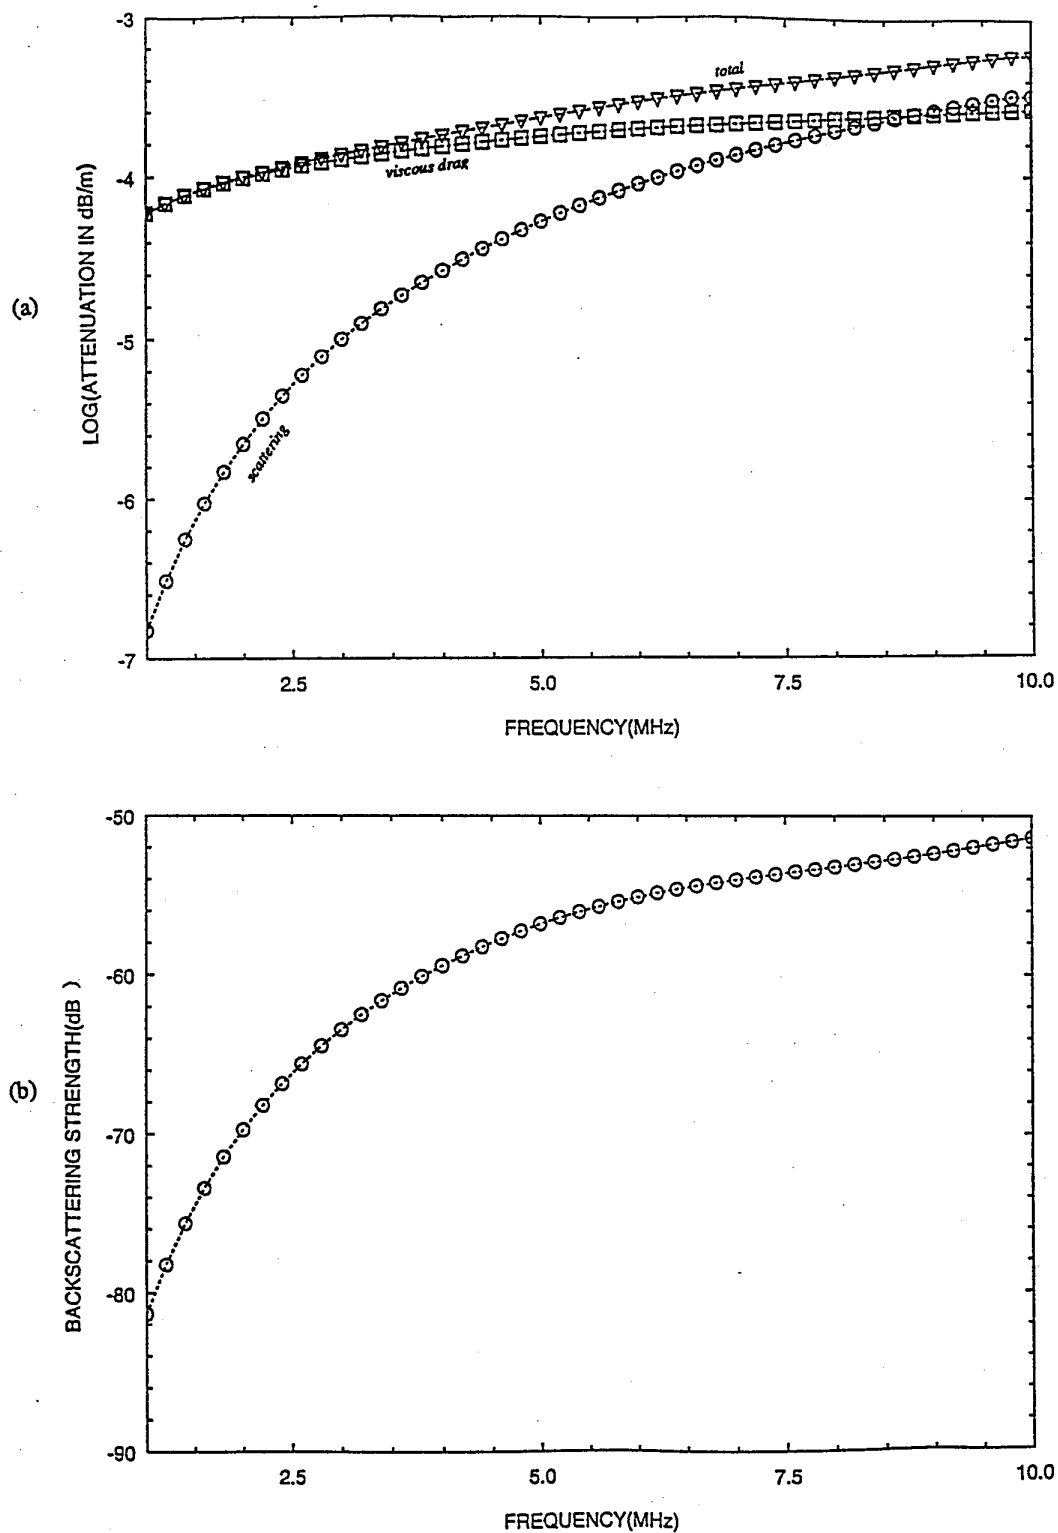 -3
total
viscous drag
-4
LOG(ATTENUATION IN dB/m)
(a)
-5
scattering
-6
-7
2.5 5.0 7.5 10.0
FREQUENCY(MHz)
-50
-60
BACKSCATTERING STRENGTH(dB )
(b)
-70
-80
-90
2.5 5.0 7.5 10.0
FREQUENCY(MHz)